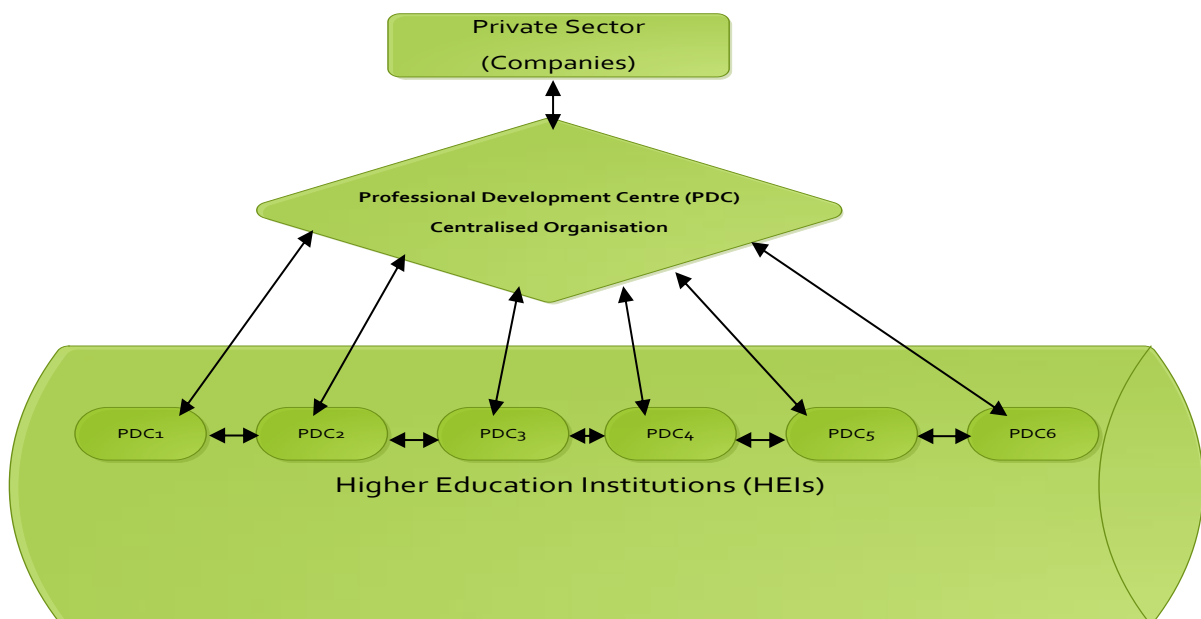 Private Sector
(Companies)
Professional Development Centre (PDC)
Centralised Organisation
PDC1
PDC2
PDC3
PDC4
PDC5
PDC6
Higher Education Institutions (HEIs)